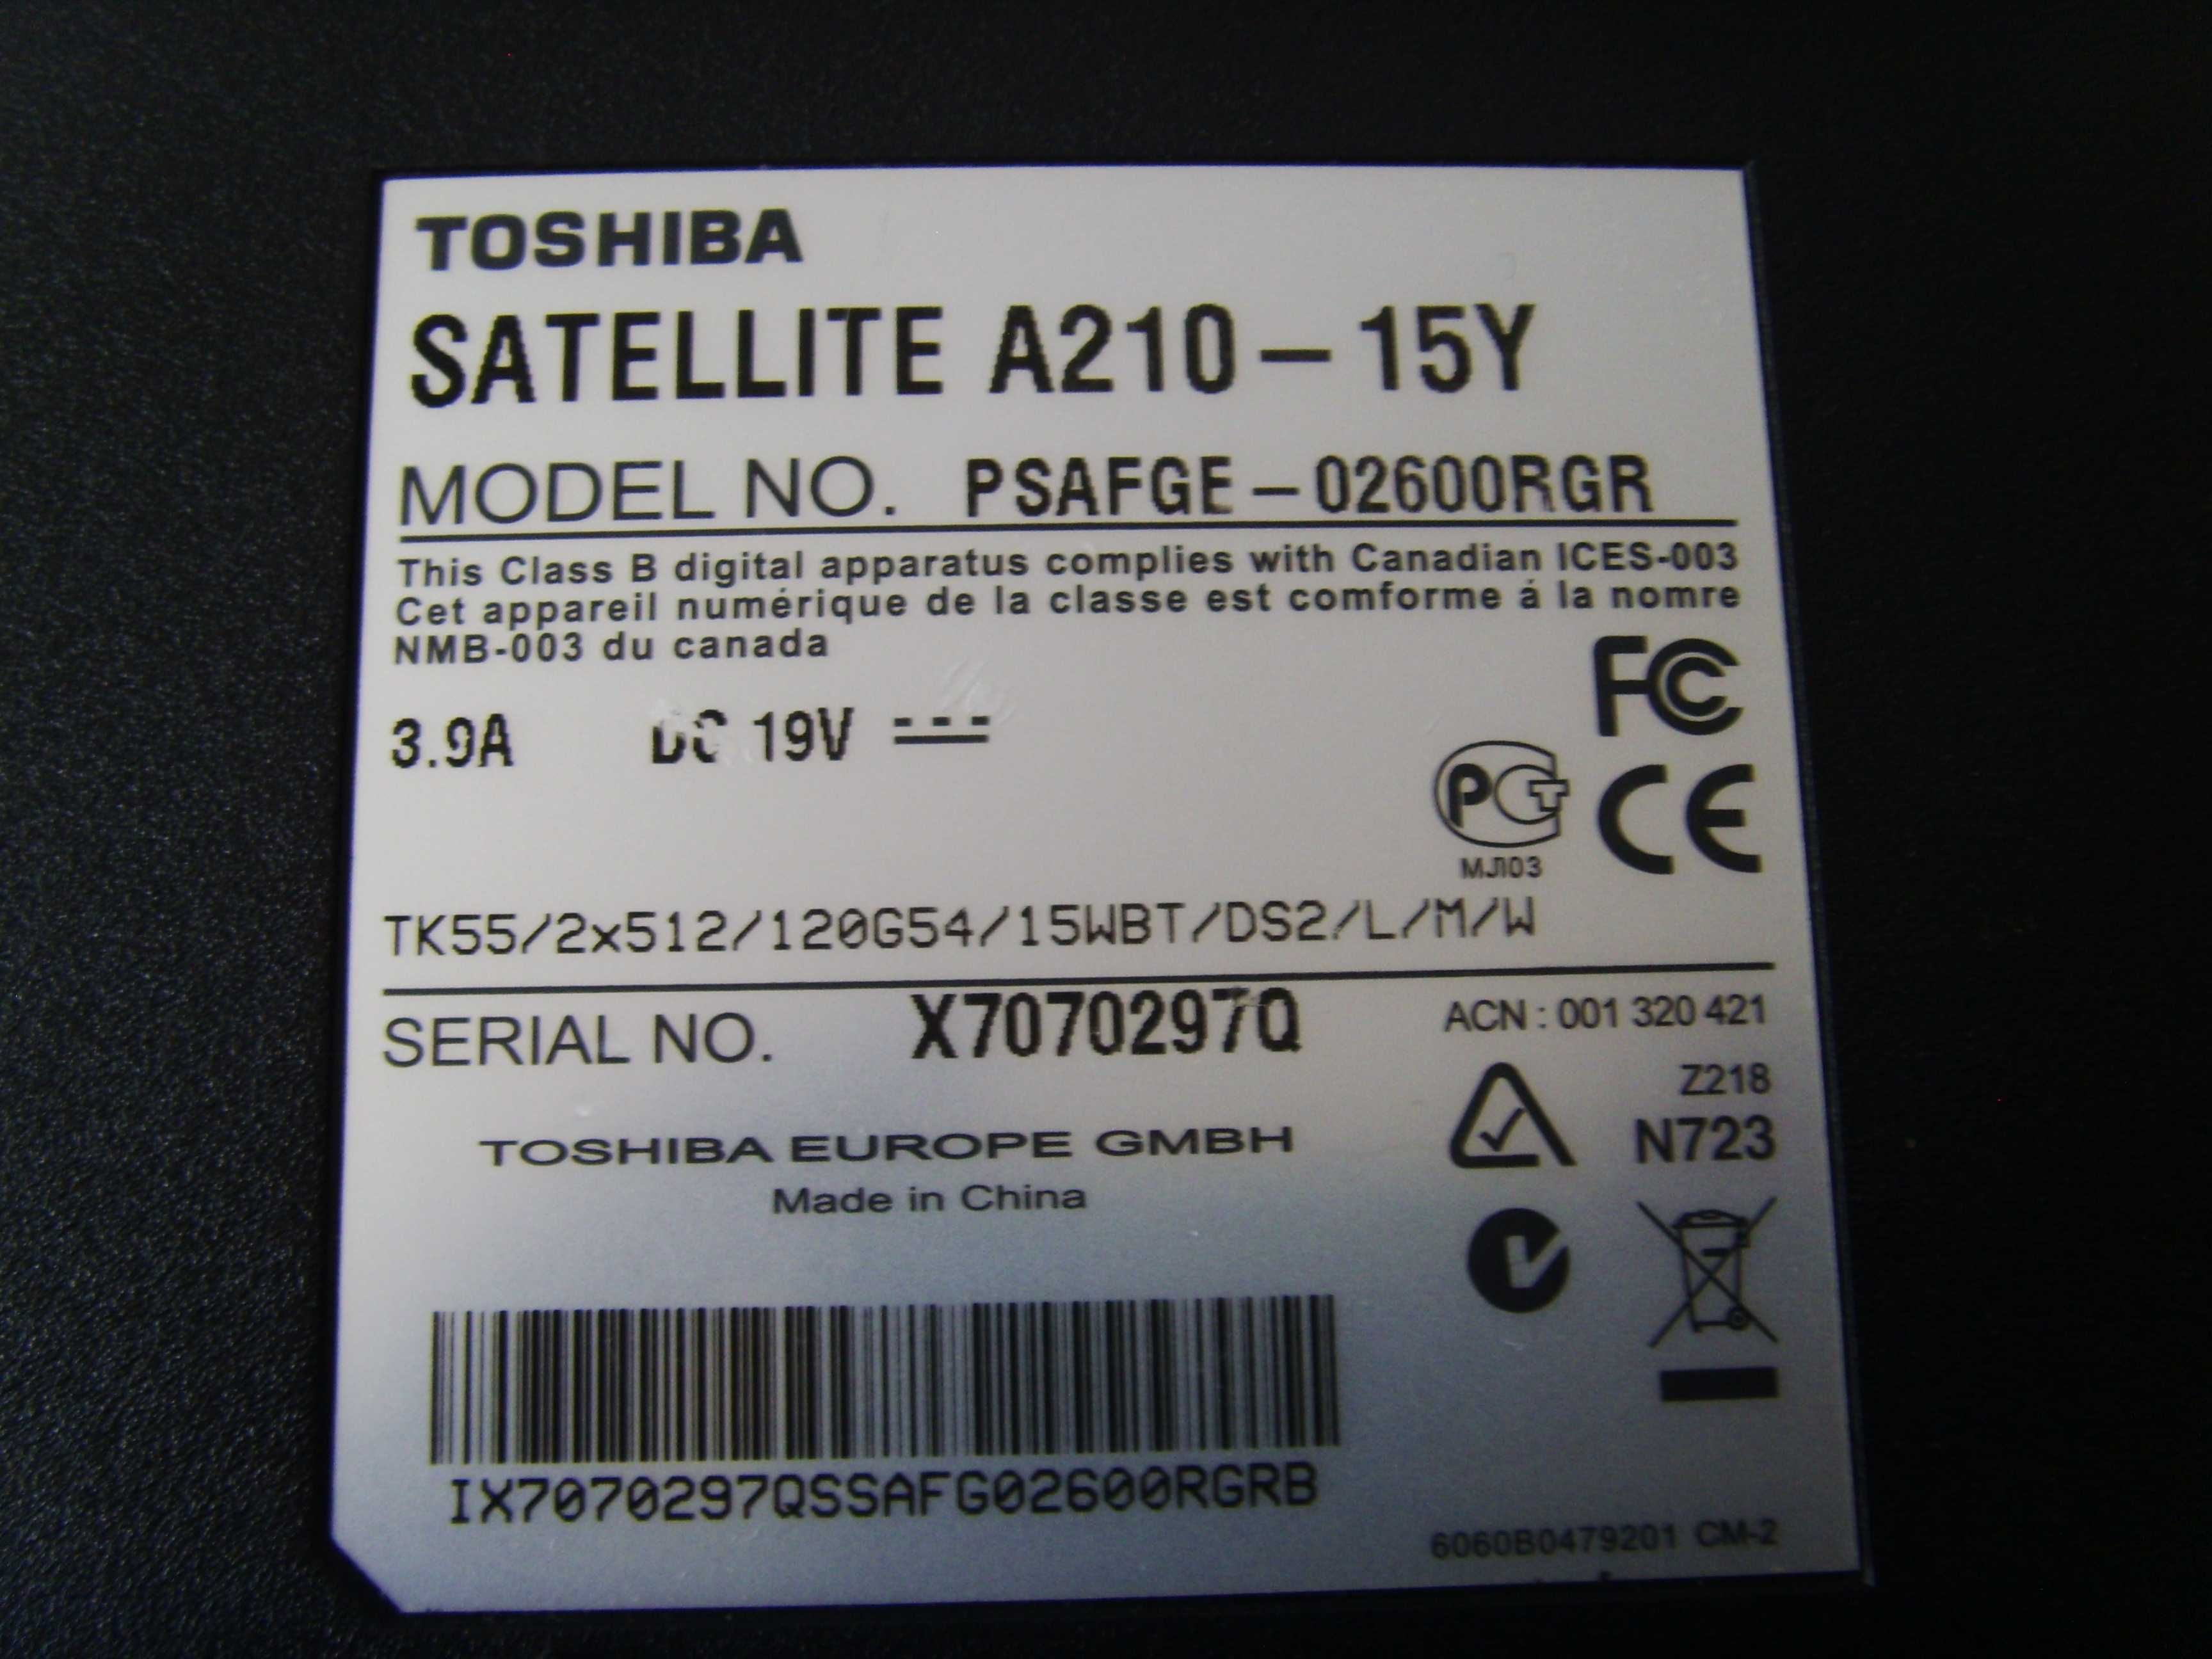 TOSHIBA
SATELLITE A210-15Y
MODEL NO. PSAFGE-02600RGR
This Class B digital apparatus complies with Canadian ICES-003
Cet appareil numérique de la classe est comforme á la nomre
NMB-003 du canada
FC
3.9A DC 19V
PCT
CE
MЛ03
TK55/2x512/120G54/15WBT/DS2/L/M/W
SERIAL NO. X7070297Q
ACN : 001 320 421
Z218
N723
TOSHIBA EUROPE GMBH
Made in China
IX7070297QSSAFG02600RGRB
6060B0479201 CM-2